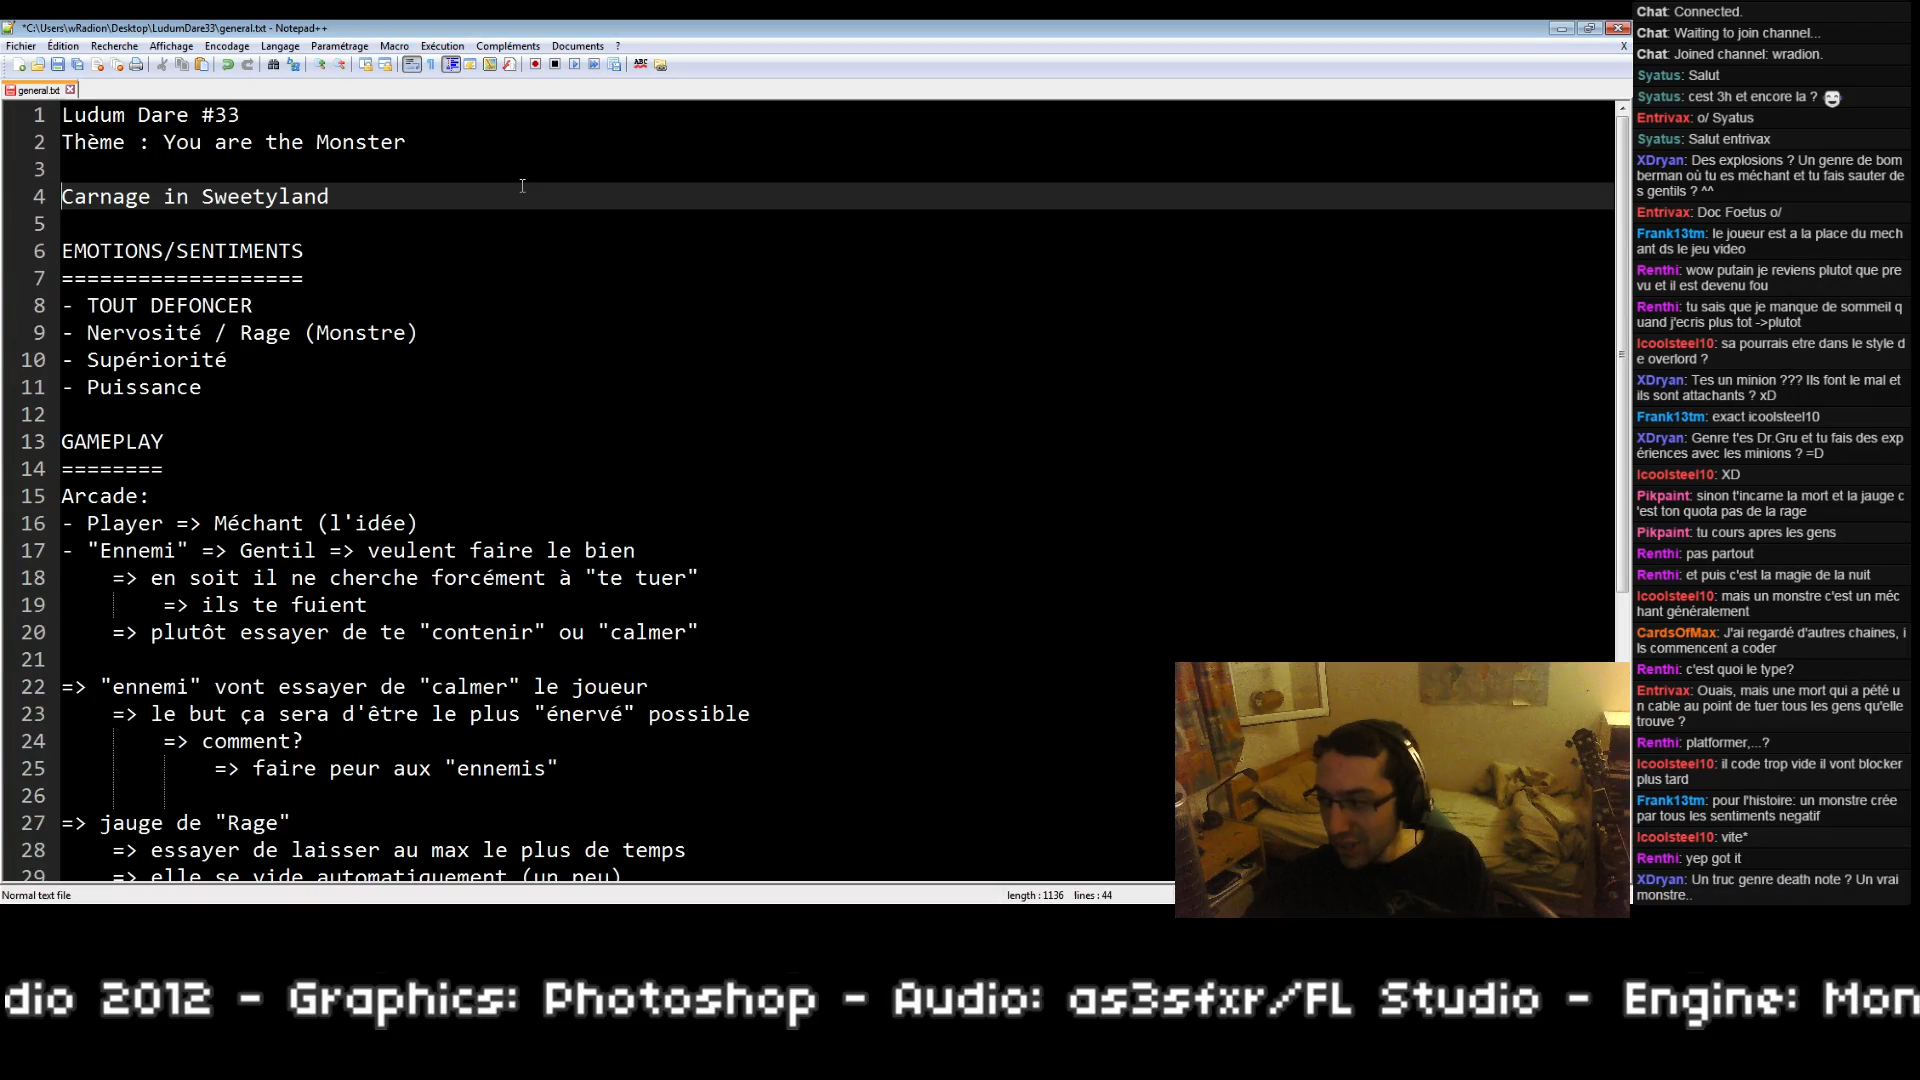 *C:\Users\wRadion\Desktop\LudumDare33\general.txt - Notepad++
Fichier Édition Recherche Affichage Encodage Langage Paramétrage Macro Exécution Compléments Documents ? X
general.txt
1 Ludum Dare #33
2 Thème : You are the Monster
3
4 Carnage in Sweetyland
5
6 EMOTIONS/SENTIMENTS
7 ===================
8 - TOUT DEFONCER
9 - Nervosité / Rage (Monstre)
10 - Supériorité
11 - Puissance
12
13 GAMEPLAY
14 ========
15 Arcade:
16 - Player => Méchant (l'idée)
17 - "Ennemi" => Gentil => veulent faire le bien
18 => en soit il ne cherche forcément à "te tuer"
19 => ils te fuient
20 => plutôt essayer de te "contenir" ou "calmer"
21
22 => "ennemi" vont essayer de "calmer" le joueur
23 => le but ça sera d'être le plus "énervé" possible
24 => comment?
25 => faire peur aux "ennemis"
26
27 => jauge de "Rage"
28 => essayer de laisser au max le plus de temps
29 => elle se vide automatiquement (un peu)
Normal text file length : 1136 lines : 44
Chat: Connected.
Chat: Waiting to join channel...
Chat: Joined channel: wradion.
Syatus: Salut
Syatus: cest 3h et encore la ?
Entrivax: o/ Syatus
Syatus: Salut entrivax
XDryan: Des explosions ? Un genre de bom
berman où tu es méchant et tu fais sauter de
s gentils ? ^^
Entrivax: Doc Foetus o/
Frank13tm: le joueur est a la place du mech
ant ds le jeu video
Renthi: wow putain je reviens plutot que pre
vu et il est devenu fou
Renthi: tu sais que je manque de sommeil q
uand j'ecris plus tot ->plutot
Icoolsteel10: sa pourrais etre dans le style d
e overlord ?
XDryan: Tes un minion ??? Ils font le mal et
ils sont attachants ? xD
Frank13tm: exact icoolsteel10
XDryan: Genre t'es Dr.Gru et tu fais des exp
ériences avec les minions ? =D
Icoolsteel10: XD
Pikpaint: sinon t'incarne la mort et la jauge c
'est ton quota pas de la rage
Pikpaint: tu cours apres les gens
Renthi: pas partout
Renthi: et puis c'est la magie de la nuit
Icoolsteel10: mais un monstre c'est un méc
hant généralement
CardsOfMax: J'ai regardé d'autres chaines, i
ls commencent a coder
Renthi: c'est quoi le type?
Entrivax: Ouais, mais une mort qui a pété u
n cable au point de tuer tous les gens qu'elle
trouve ?
Renthi: platformer,...?
Icoolsteel10: il code trop vide il vont blocker
plus tard
Frank13tm: pour l'histoire: un monstre crée
par tous les sentiments negatif
Icoolsteel10: vite*
Renthi: yep got it
XDryan: Un truc genre death note ? Un vrai
monstre..
dio 2012 - Graphics: Photoshop - Audio: as3sfxr/FL Studio - Engine: Mon